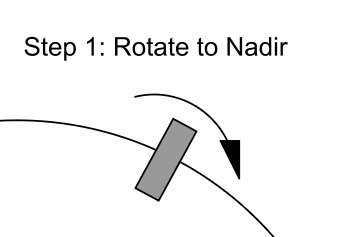 Step 1: Rotate to Nadir